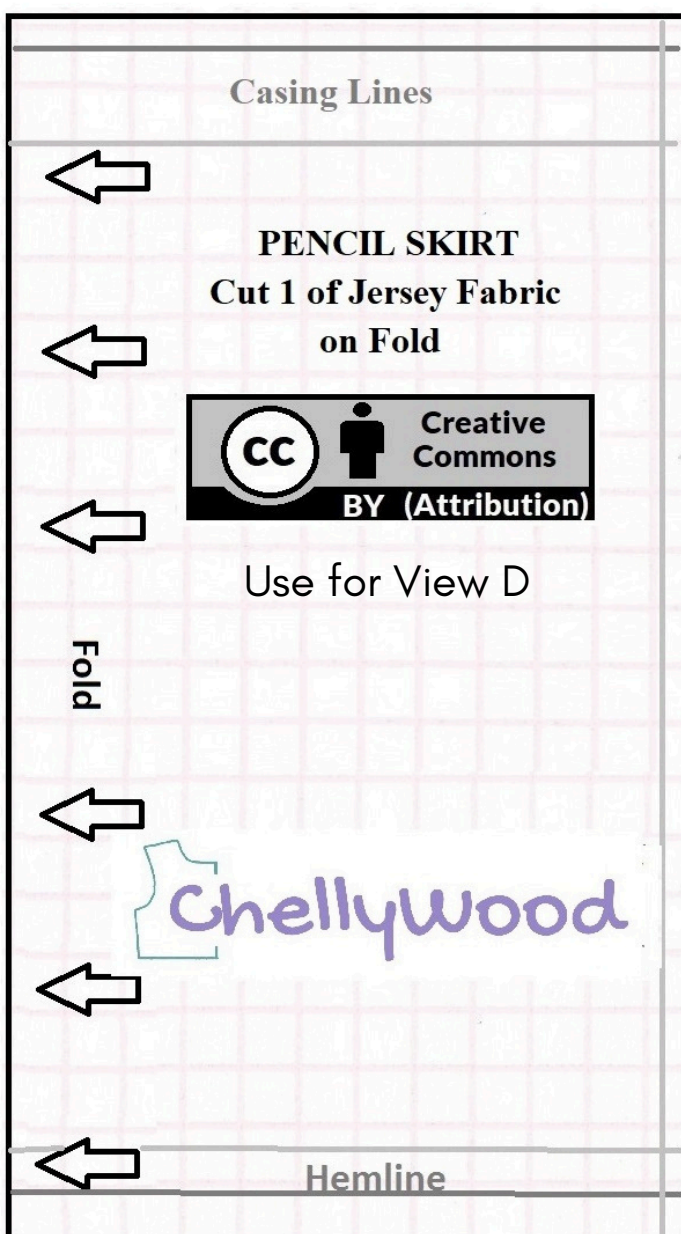 Casing Lines
PENCIL SKIRT
Cut 1 of Jersey Fabric
on Fold
cc
Creative
Commons
BY (Attribution)
Use for View D
Fold
ChellyWood
Hemline